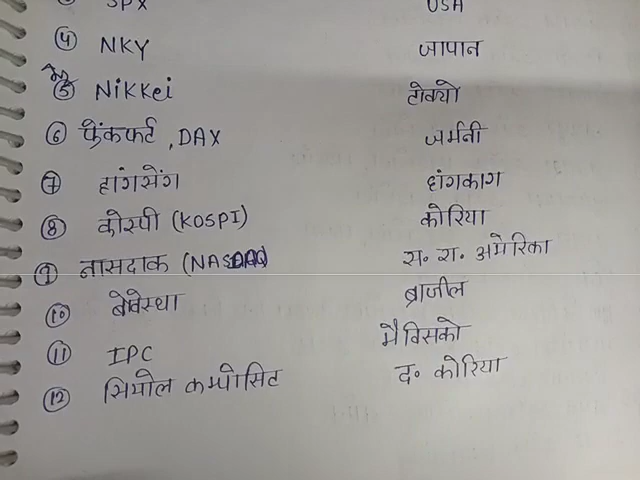 SPX USA
④ NKY जापान
⑤ Nikkei टोक्यो
⑥ फ्रेंकफर्ट , DAX जर्मनी
⑦ हांगसेंग हांगकाग
⑧ कोस्पी (KOSPI) कोरिया
⑨ नासदाक (NASDAQ) स॰ रा॰ अमेरिका
⑩ बोवेस्था ब्राजील
⑪ IPC मैक्सिको
⑫ सियोल कम्पोसिट द॰ कोरिया